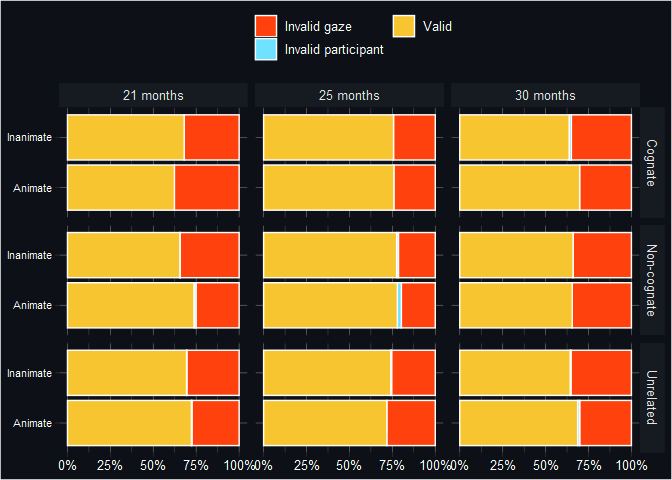 Invalid gaze
Valid
Invalid participant
21 months
25 months
30 months
Inanimate
Animate
Cognate
Inanimate
Animate
Non-cognate
Inanimate
Animate
Unrelated
0% 25% 50% 75% 100% 0% 25% 50% 75% 100% 0% 25% 50% 75% 100%